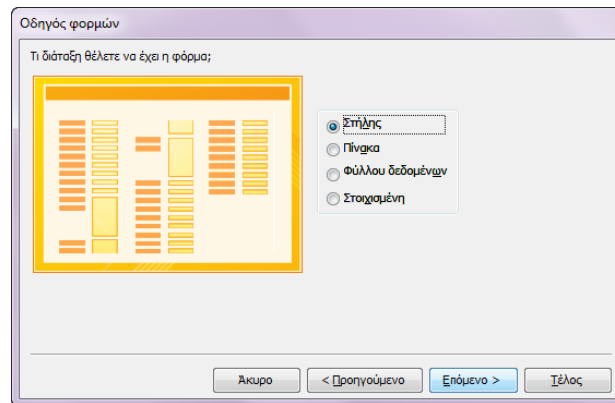 Οδηγός φορμών
Τι διάταξη θέλετε να έχει η φόρμα;
Στήλης
Πίνακα
Φύλλου δεδομένων
Στοιχισμένη
Άκυρο
< Προηγούμενο
Επόμενο >
Τέλος